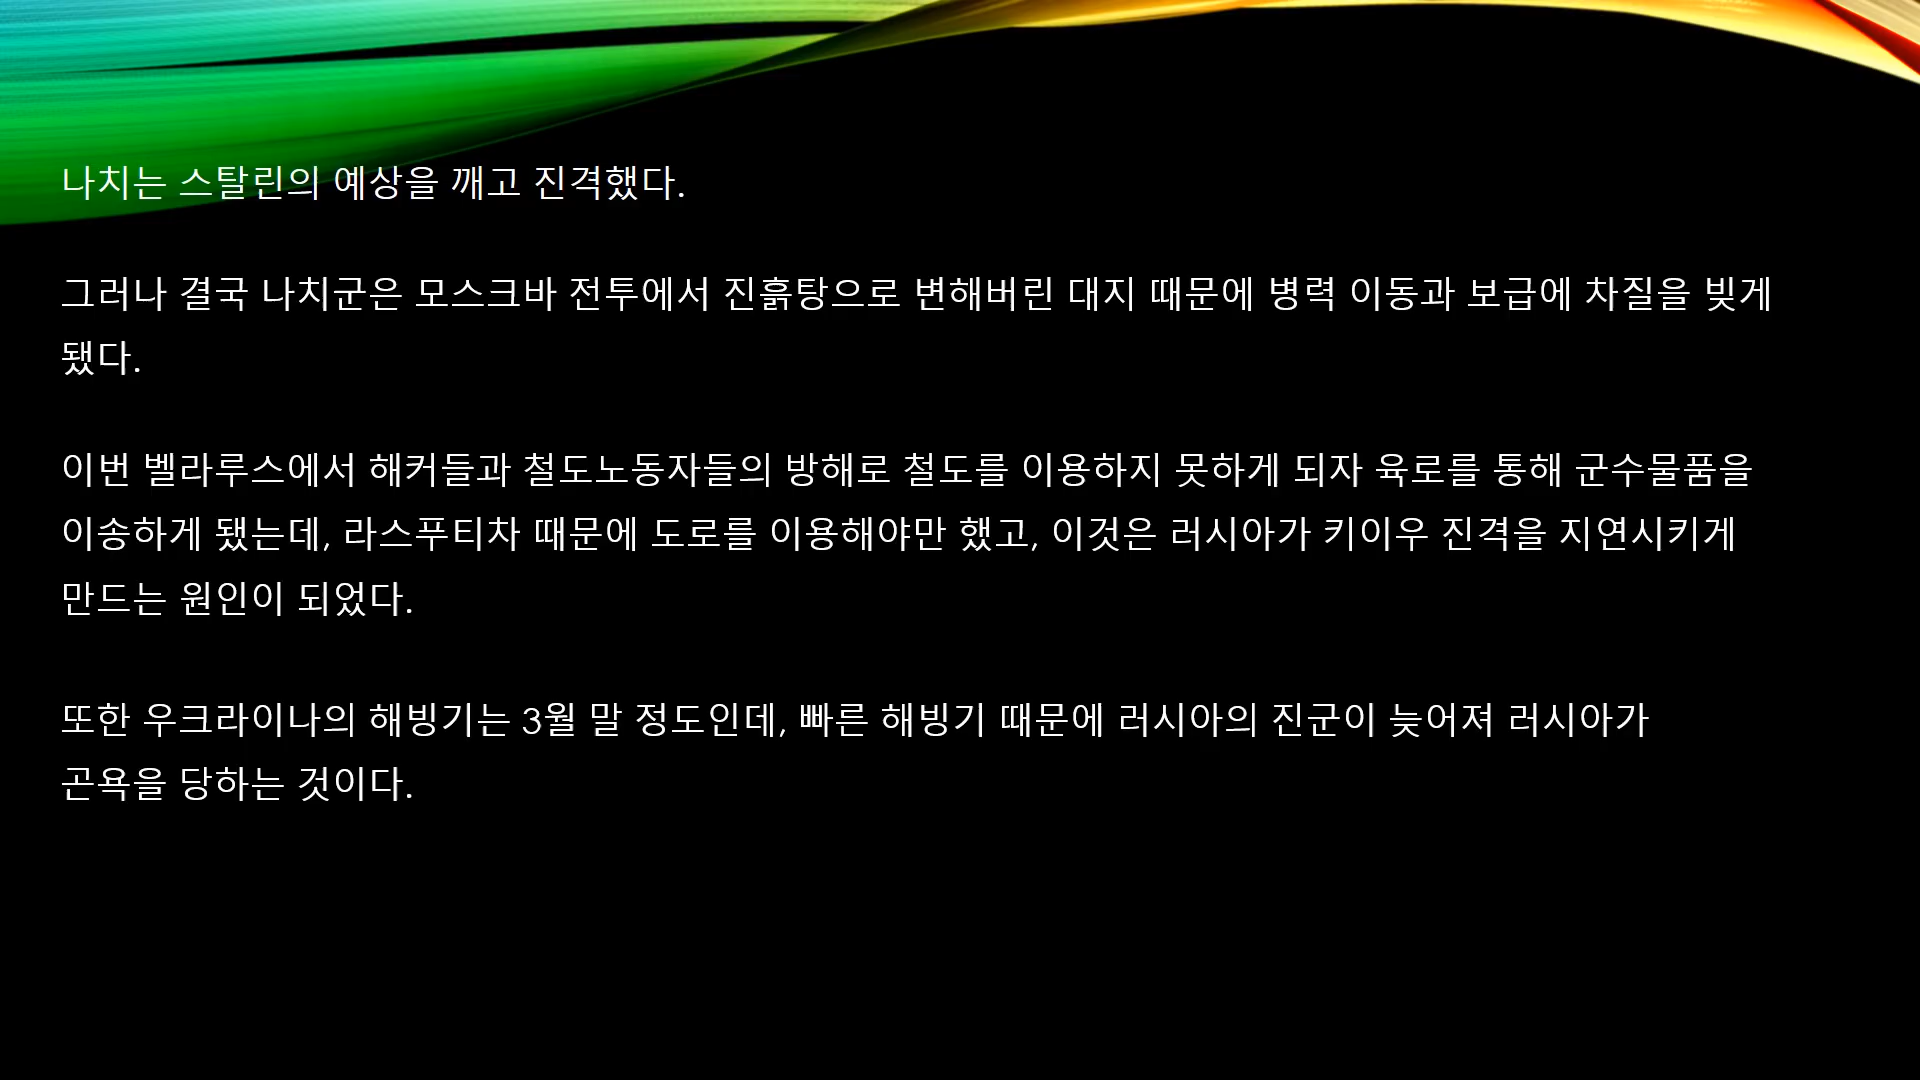 나치는 스탈린의 예상을 깨고 진격했다.
그러나 결국 나치군은 모스크바 전투에서 진흙탕으로 변해버린 대지 때문에 병력 이동과 보급에 차질을 빚게
됐다.
이번 벨라루스에서 해커들과 철도노동자들의 방해로 철도를 이용하지 못하게 되자 육로를 통해 군수물품을
이송하게 됐는데, 라스푸티차 때문에 도로를 이용해야만 했고, 이것은 러시아가 키이우 진격을 지연시키게
만드는 원인이 되었다.
또한 우크라이나의 해빙기는 3월 말 정도인데, 빠른 해빙기 때문에 러시아의 진군이 늦어져 러시아가
곤욕을 당하는 것이다.